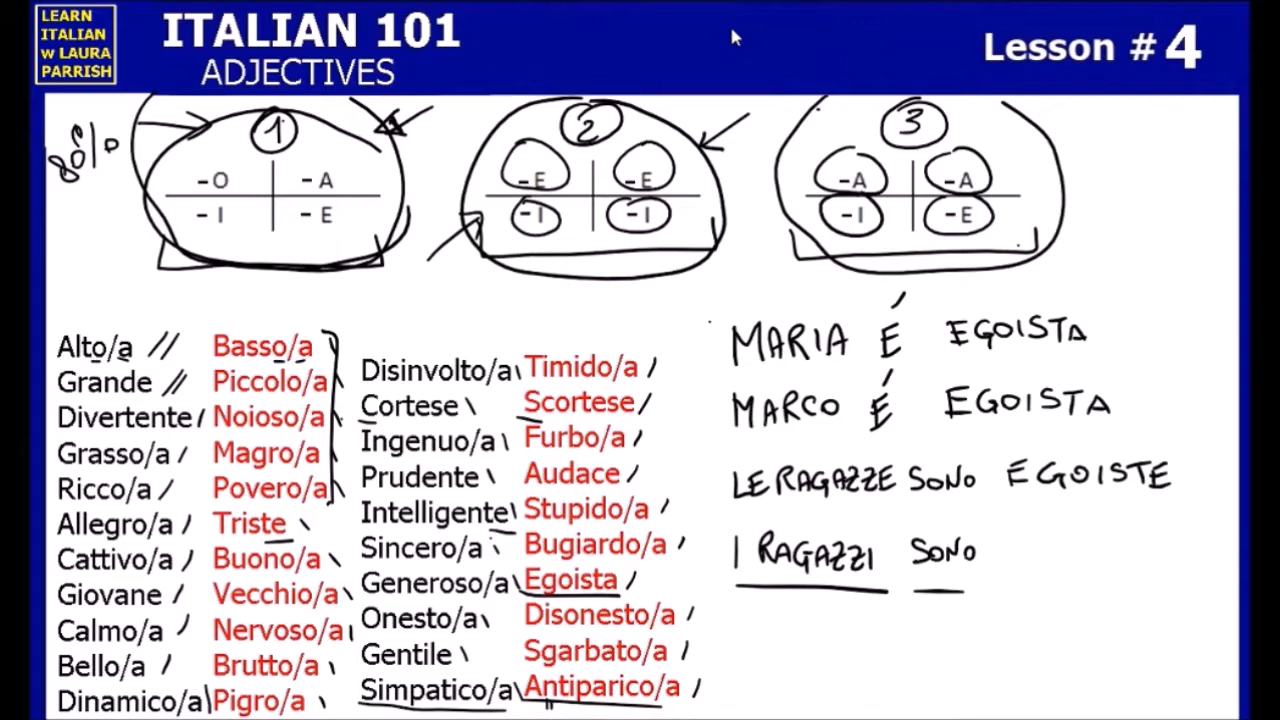 LEARN
ITALIAN
w LAURA
PARRISH
ITALIAN 101
ADJECTIVES
Lesson # 4
80%
1
-O -A
-I -E
2
-E -E
-I -I
3
-A -A
-I -E
Alto/a Basso/a
Grande Piccolo/a
Divertente Noioso/a
Grasso/a Magro/a
Ricco/a Povero/a
Allegro/a Triste
Cattivo/a Buono/a
Giovane Vecchio/a
Calmo/a Nervoso/a
Bello/a Brutto/a
Dinamico/a Pigro/a
Disinvolto/a Timido/a
Cortese Scortese
Ingenuo/a Furbo/a
Prudente Audace
Intelligente Stupido/a
Sincero/a Bugiardo/a
Generoso/a Egoista
Onesto/a Disonesto/a
Gentile Sgarbato/a
Simpatico/a Antiparico/a
MARIA É EGOISTA
MARCO É EGOISTA
LE RAGAZZE SONO EGOISTE
I RAGAZZI SONO